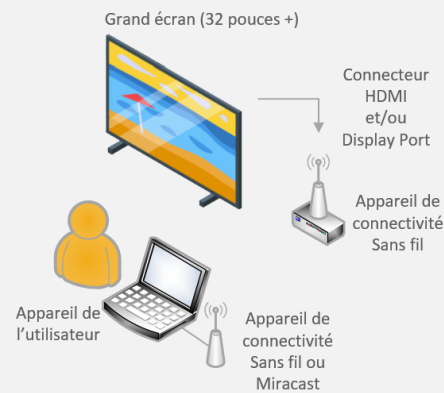 Grand écran (32 pouces +)
Connecteur
HDMI
et/ou
Display Port
Appareil de
connectivité
Sans fil
Appareil de
l'utilisateur
Appareil de
connectivité
Sans fil ou
Miracast